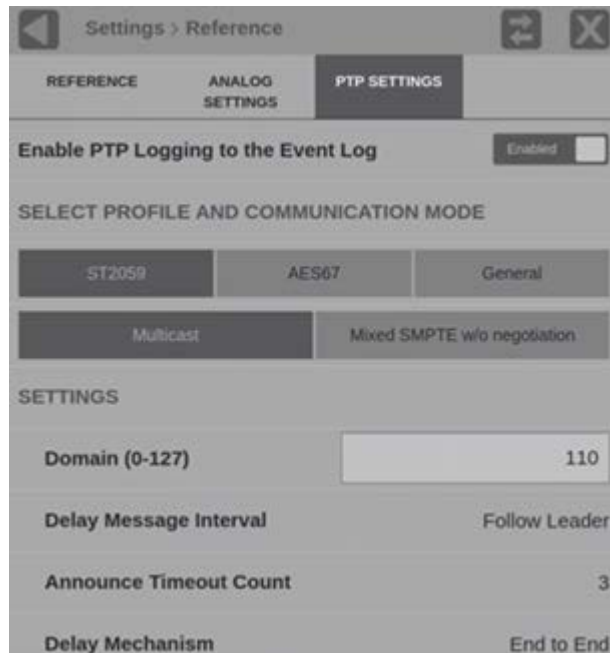 Settings > Reference
REFERENCE
ANALOG
SETTINGS
PTP SETTINGS
Enable PTP Logging to the Event Log
Enabled
SELECT PROFILE AND COMMUNICATION MODE
ST2059
AES67
General
Multicast
Mixed SMPTE w/o negotiation
SETTINGS
Domain (0-127)
110
Delay Message Interval
Follow Leader
Announce Timeout Count
3
Delay Mechanism
End to End